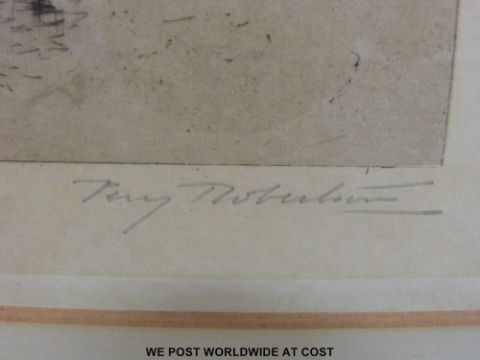 Percy Robertson
WE POST WORLDWIDE AT COST